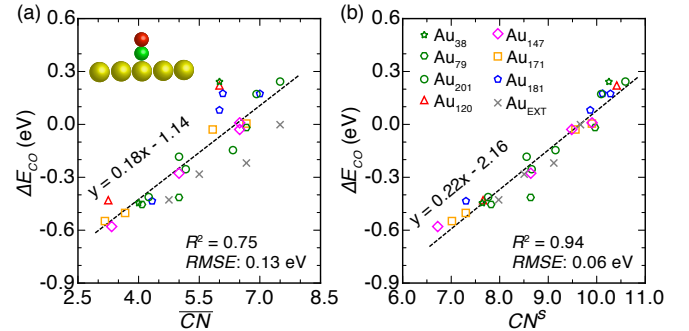 (a)
0.6
0.3
0.0
-0.3
-0.6
-0.9
ΔE_CO (eV)
y = 0.18x - 1.14
R² = 0.75
RMSE: 0.13 eV
2.5 4.0 5.5 7.0 8.5
C̅N̅
(b)
0.6
0.3
0.0
-0.3
-0.6
-0.9
ΔE_CO (eV)
Au₃₈ Au₁₄₇
Au₇₉ Au₁₇₁
Au₂₀₁ Au₁₈₁
Au₁₂₀ Au_EXT
y = 0.22x - 2.16
R² = 0.94
RMSE: 0.06 eV
6.0 7.0 8.0 9.0 10.0 11.0
CNˢ